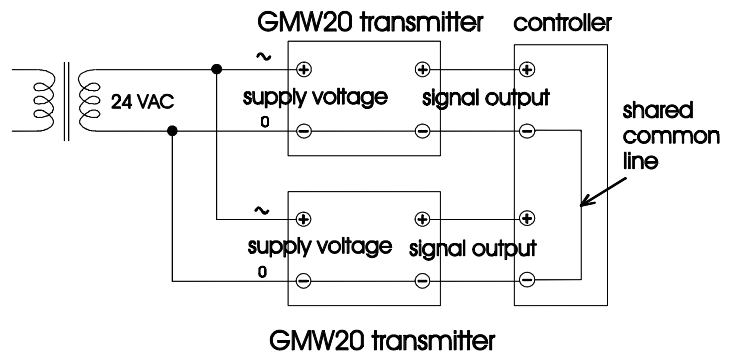 GMW20 transmitter
controller
~
+
+
+
24 VAC
supply voltage
signal output
0
−
−
−
shared
common
line
~
+
+
+
supply voltage
signal output
0
−
−
−
GMW20 transmitter